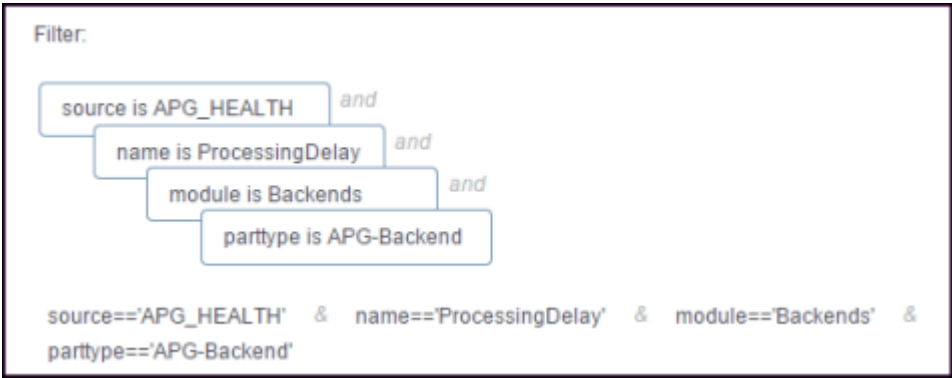 Filter:
source is APG_HEALTH and
name is ProcessingDelay and
module is Backends and
parttype is APG-Backend
source=='APG_HEALTH' & name=='ProcessingDelay' & module=='Backends' &
parttype=='APG-Backend'